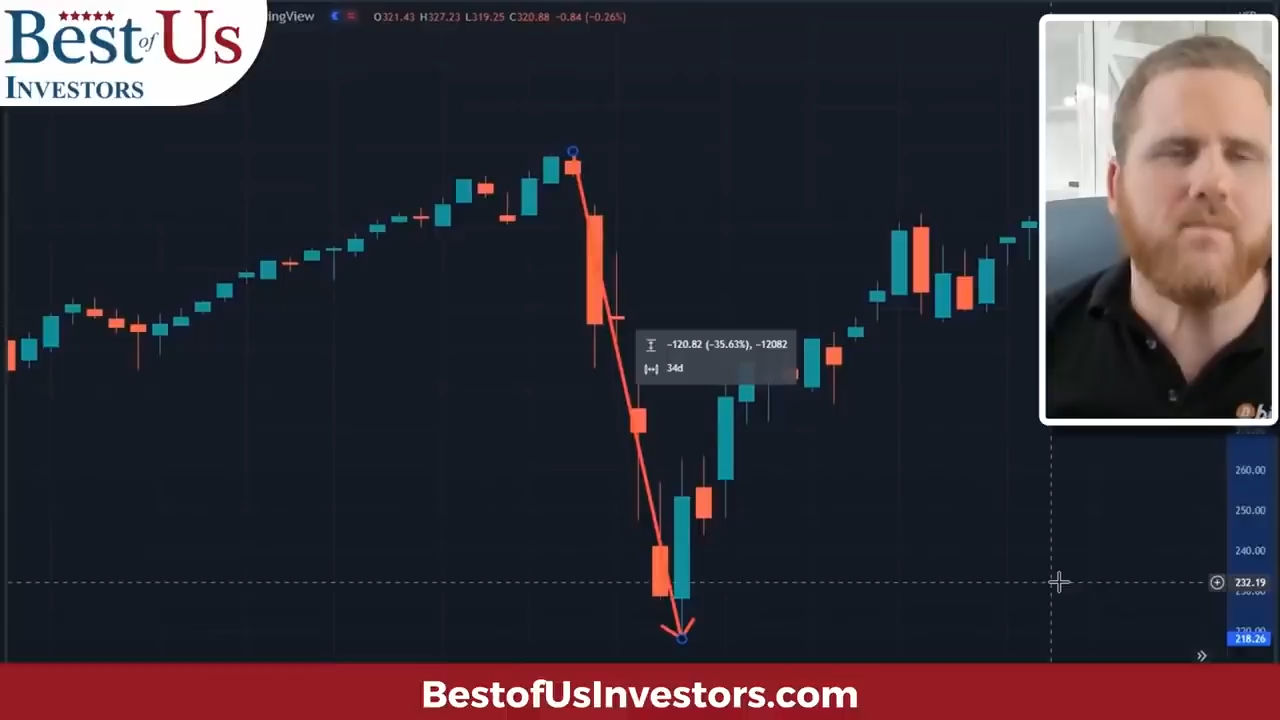 Best of Us
INVESTORS
ingView
O321.43 H327.23 L319.25 C320.88 -0.84 (-0.26%)
-120.82 (-35.63%), -12082
34d
260.00
250.00
240.00
232.19
218.26
BestofUsInvestors.com